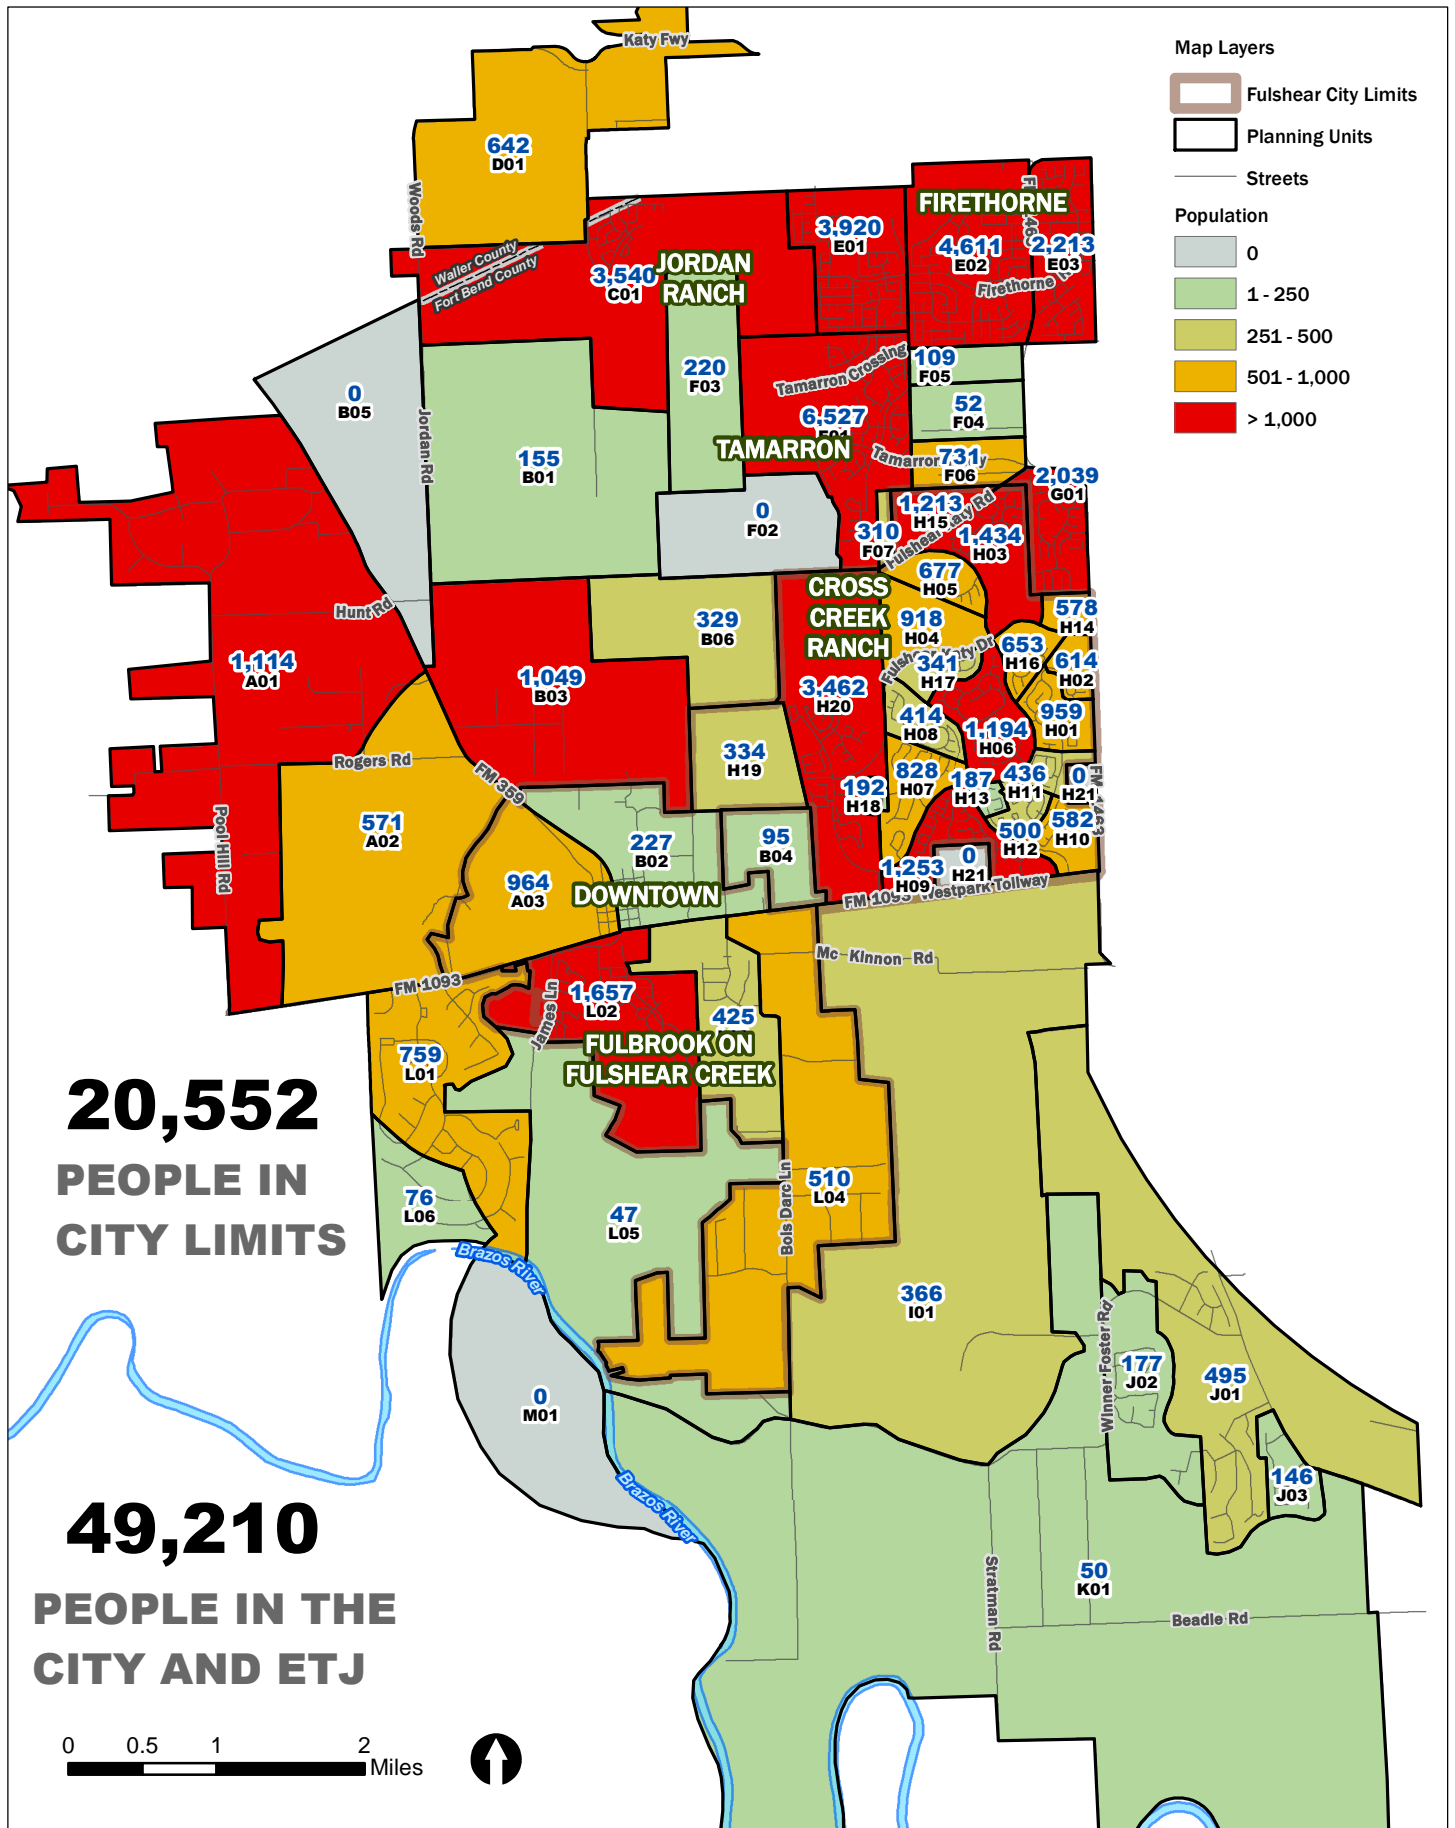 Katy Fwy
Map Layers
Fulshear City Limits
Planning Units
Streets
Population
0
1 - 250
251 - 500
501 - 1,000
> 1,000
642
D01
Woods Rd
Waller County
Fort Bend County
FIRETHORNE
3,920
E01
4,611
E02
2,213
E03
Firethorne
JORDAN
RANCH
3,540
C01
Tamarron Crossing
109
F05
220
F03
0
B05
52
F04
Jordan Rd
6,527
F01
TAMARRON
731
F06
155
B01
2,039
G01
0
F02
1,213
H15
310
F07
1,434
H03
677
H05
CROSS
CREEK
RANCH
Hunt Rd
329
B06
918
H04
578
H14
653
H16
614
H02
341
H17
1,114
A01
1,049
B03
3,462
H20
414
H08
959
H01
1,194
H06
334
H19
Rogers Rd
FM 359
192
H18
828
H07
187
H13
436
H11
0
H21
Pool Hill Rd
571
A02
227
B02
95
B04
500
H12
582
H10
964
A03
DOWNTOWN
1,253
H09
0
H21
FM 1093
Westpark Tollway
Mc Kinnon Rd
FM 1093
1,657
L02
James Ln
425
FULBROOK ON
FULSHEAR CREEK
759
L01
20,552
PEOPLE IN
CITY LIMITS
76
L06
47
L05
510
L04
Bois Darc Ln
Brazos River
366
I01
Winner Foster Rd
177
J02
495
J01
0
M01
146
J03
Brazos River
49,210
PEOPLE IN THE
CITY AND ETJ
50
K01
Stratman Rd
Beadle Rd
0 0.5 1 2
Miles